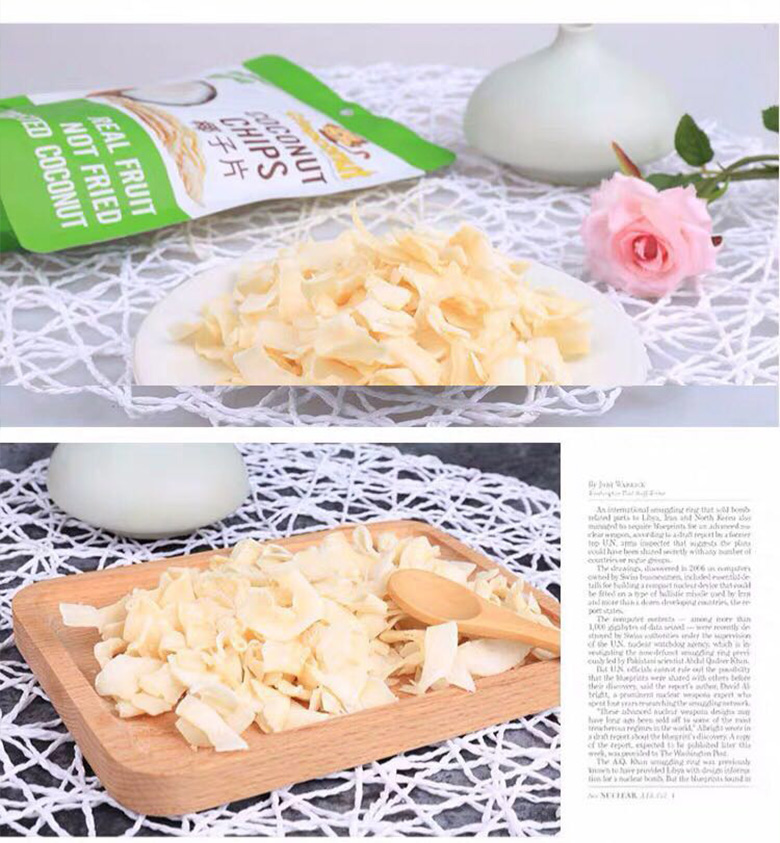 COCONUT
CHIPS
椰子片
REAL FRUIT
NOT FRIED
COCONUT
By Joby Warrick
Washington Post Staff Writer
An international smuggling ring that sold bomb-
related parts to Libya, Iran and North Korea also
managed to acquire blueprints for an advanced nu-
clear weapon, according to a draft report by a former
top U.N. arms inspector that suggests the plans
could have been shared secretly with any number of
countries or rogue groups.
The drawings, discovered in 2006 on computers
owned by Swiss businessmen, included essential de-
tails for building a compact nuclear device that could
be fitted on a type of ballistic missile used by Iran
and more than a dozen developing countries, the re-
port states.
The computer contents — among more than
1,000 gigabytes of data seized — were recently de-
stroyed by Swiss authorities under the supervision
of the U.N. nuclear watchdog agency, which is in-
vestigating the now-defunct smuggling ring previ-
ously led by Pakistani scientist Abdul Qadeer Khan.
But U.N. officials cannot rule out the possibility
that the blueprints were shared with others before
their discovery, said the report's author, David Al-
bright, a prominent nuclear weapons expert who
spent four years researching the smuggling network.
"These advanced nuclear weapons designs may
have long ago been sold off to some of the most
treacherous regimes in the world," Albright wrote in
a draft report about the blueprint's discovery. A copy
of the report, expected to be published later this
week, was provided to The Washington Post.
The A.Q. Khan smuggling ring was previously
known to have provided Libya with design informa-
tion for a nuclear bomb. But the blueprints found in
See NUCLEAR, A14, Col. 1